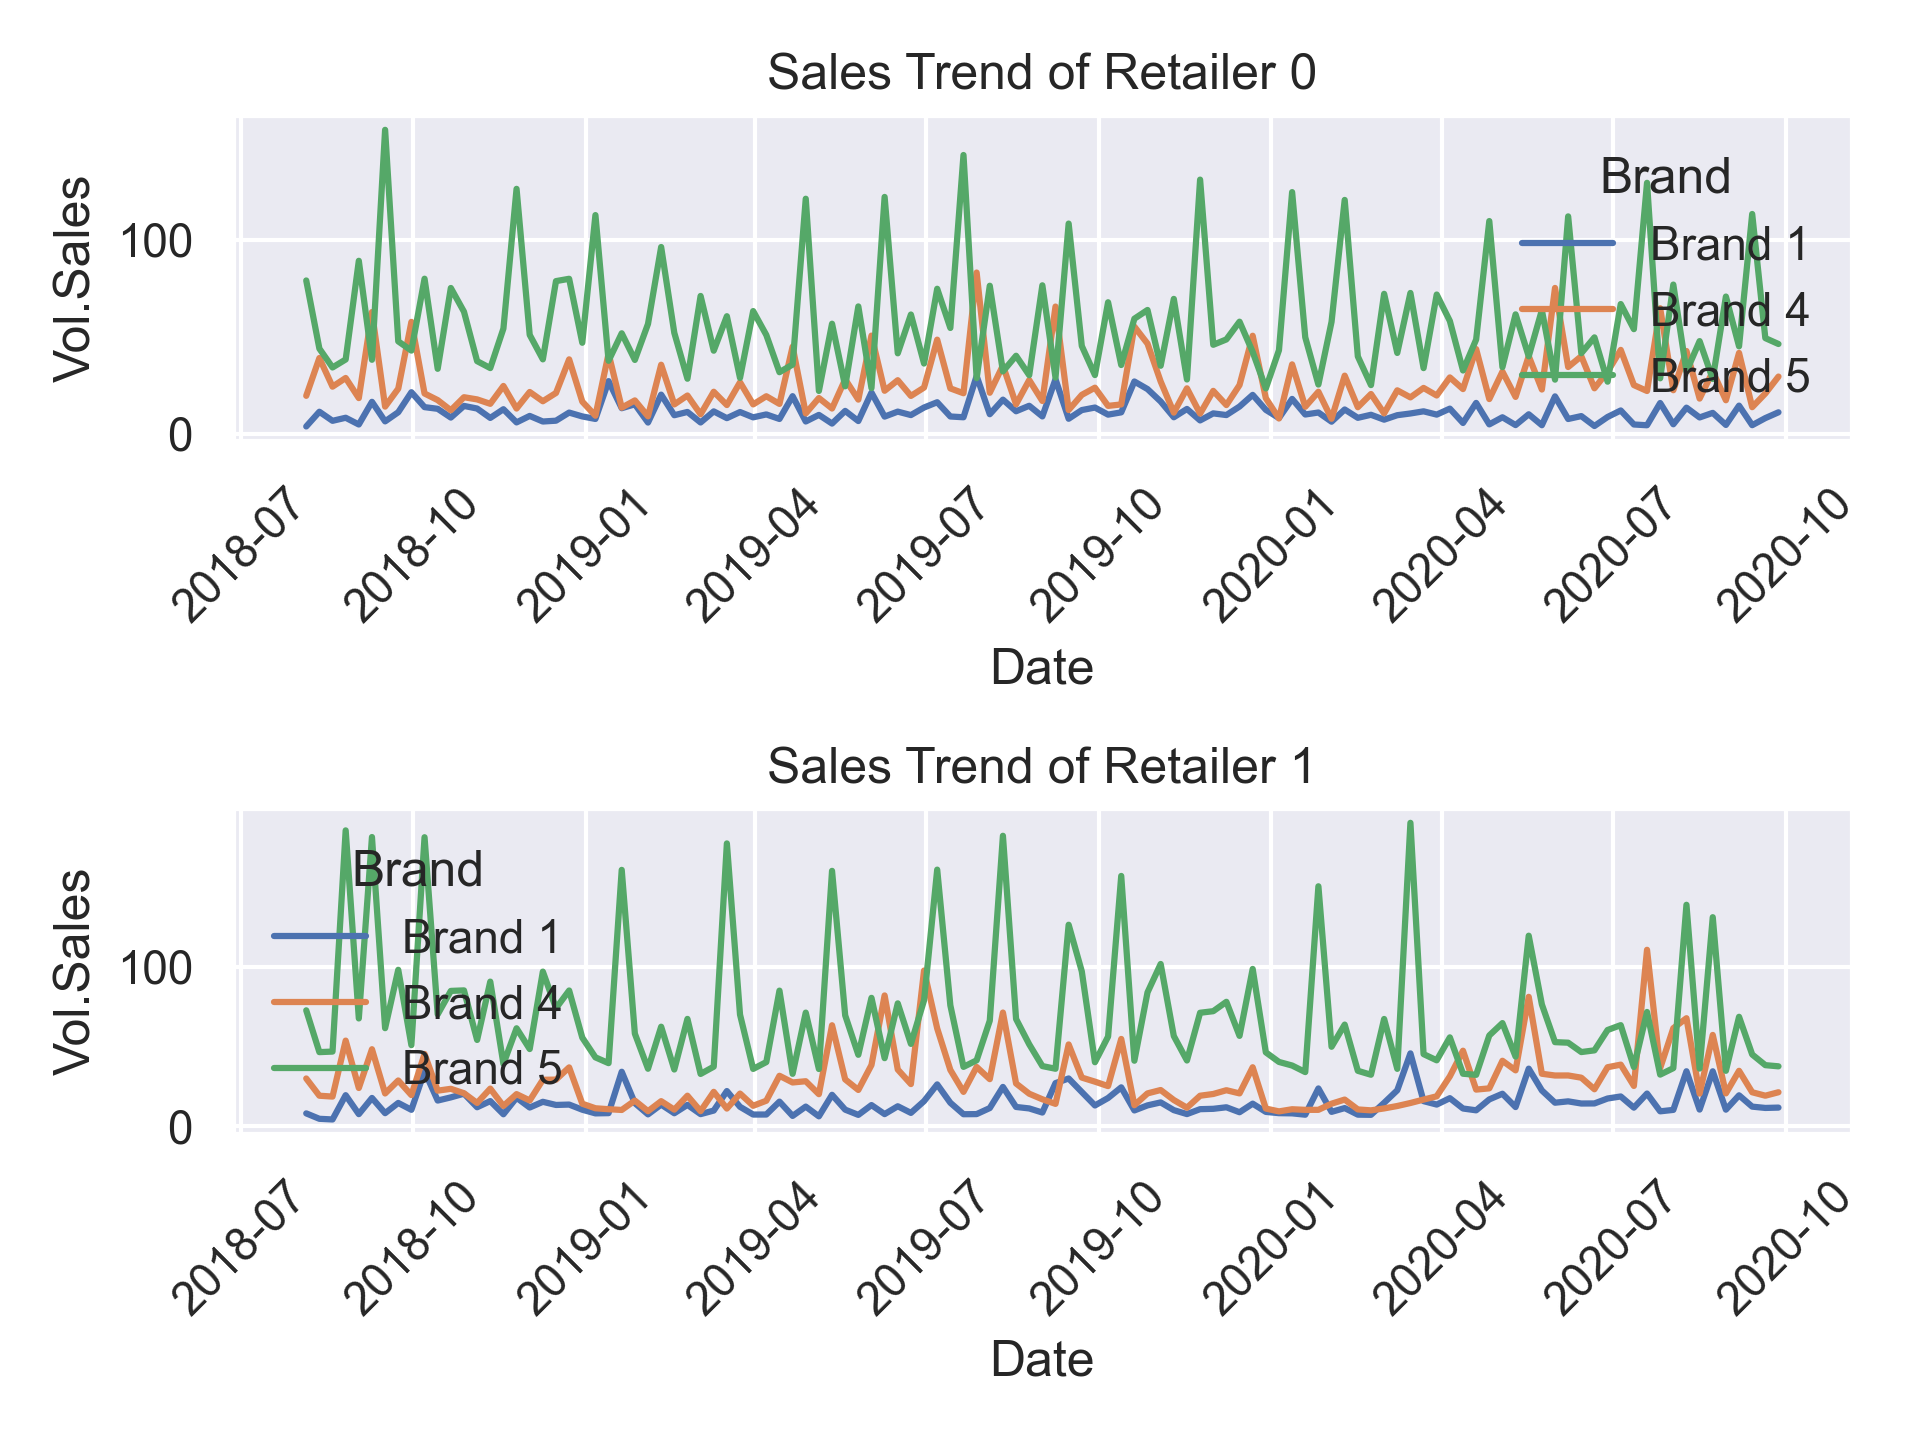 Sales Trend of Retailer 0
Vol.Sales
100
0
Brand
Brand 1
Brand 4
Brand 5
2018-07
2018-10
2019-01
2019-04
2019-07
2019-10
2020-01
2020-04
2020-07
2020-10
Date
Sales Trend of Retailer 1
Vol.Sales
100
0
Brand
Brand 1
Brand 4
Brand 5
2018-07
2018-10
2019-01
2019-04
2019-07
2019-10
2020-01
2020-04
2020-07
2020-10
Date